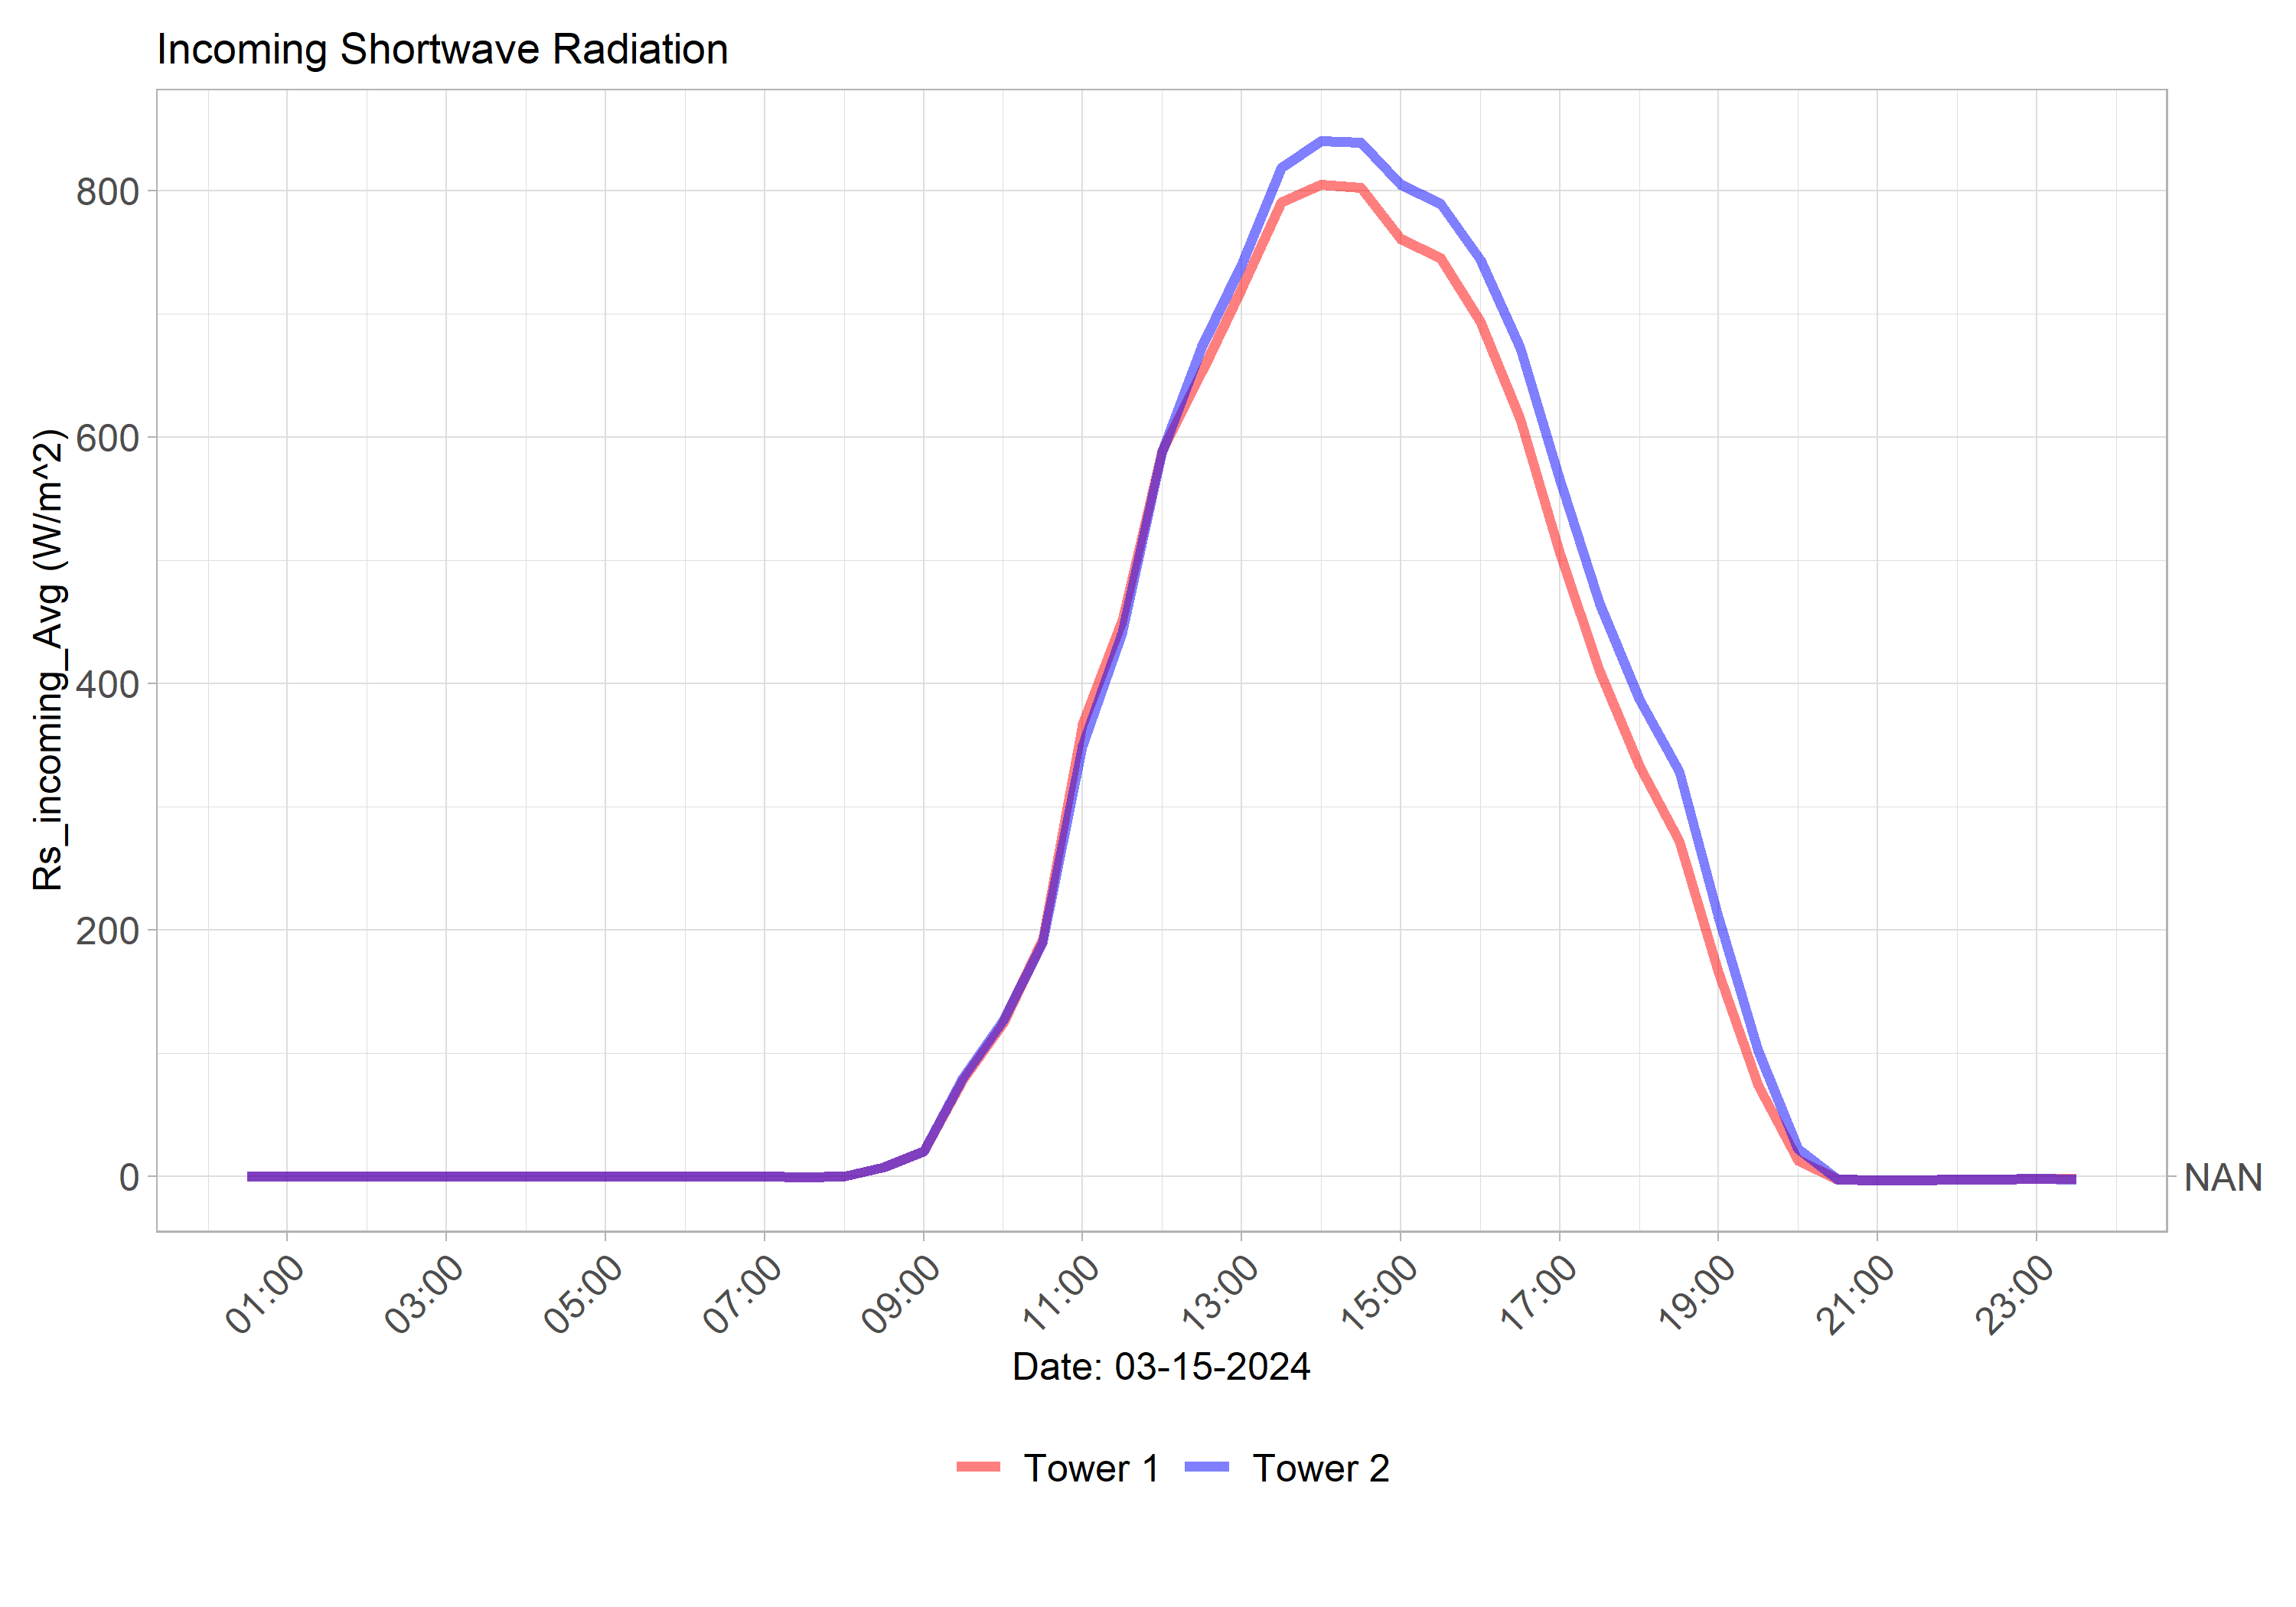 Incoming Shortwave Radiation
Rs_incoming_Avg (W/m^2)
800
600
400
200
0
NAN
01:00 03:00 05:00 07:00 09:00 11:00 13:00 15:00 17:00 19:00 21:00 23:00
Date: 03-15-2024
Tower 1 Tower 2